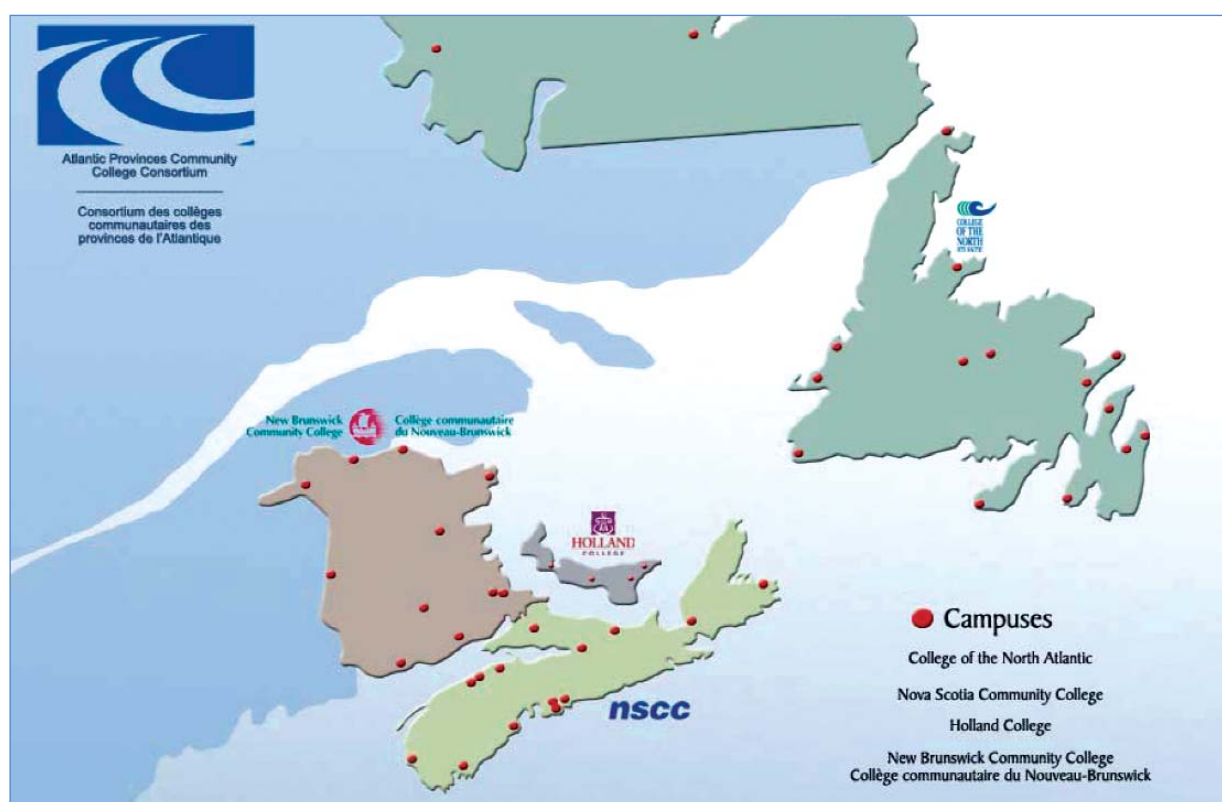 Atlantic Provinces Community
College Consortium
Consortium des collèges
communautaires des
provinces de l'Atlantique
COLLEGE
OF THE
NORTH
ATLANTIC
New Brunswick
Community College
Collège communautaire
du Nouveau-Brunswick
HOLLAND
COLLEGE
nscc
Campuses
College of the North Atlantic
Nova Scotia Community College
Holland College
New Brunswick Community College
Collège communautaire du Nouveau-Brunswick